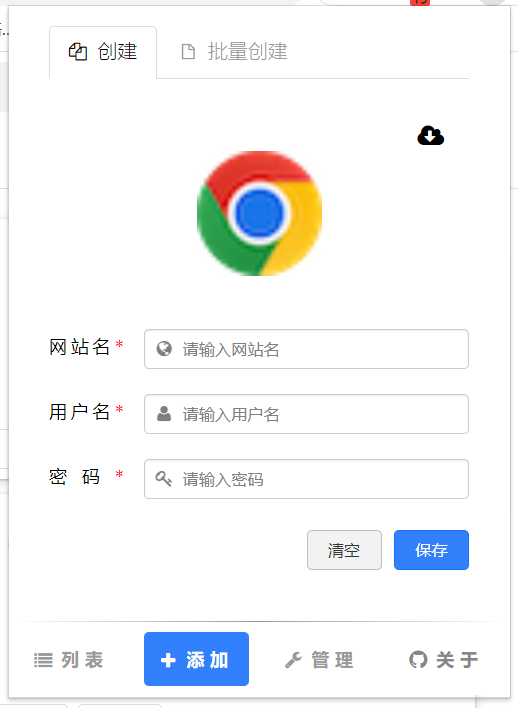 创建 批量创建
网站名* 请输入网站名
用户名* 请输入用户名
密 码 * 请输入密码
清空 保存
列表 添加 管理 关于